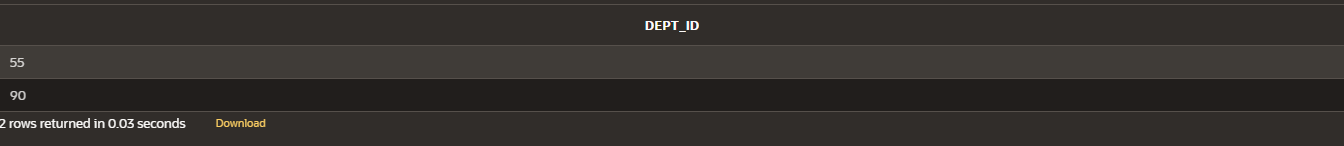 DEPT_ID
55
90
2 rows returned in 0.03 seconds Download